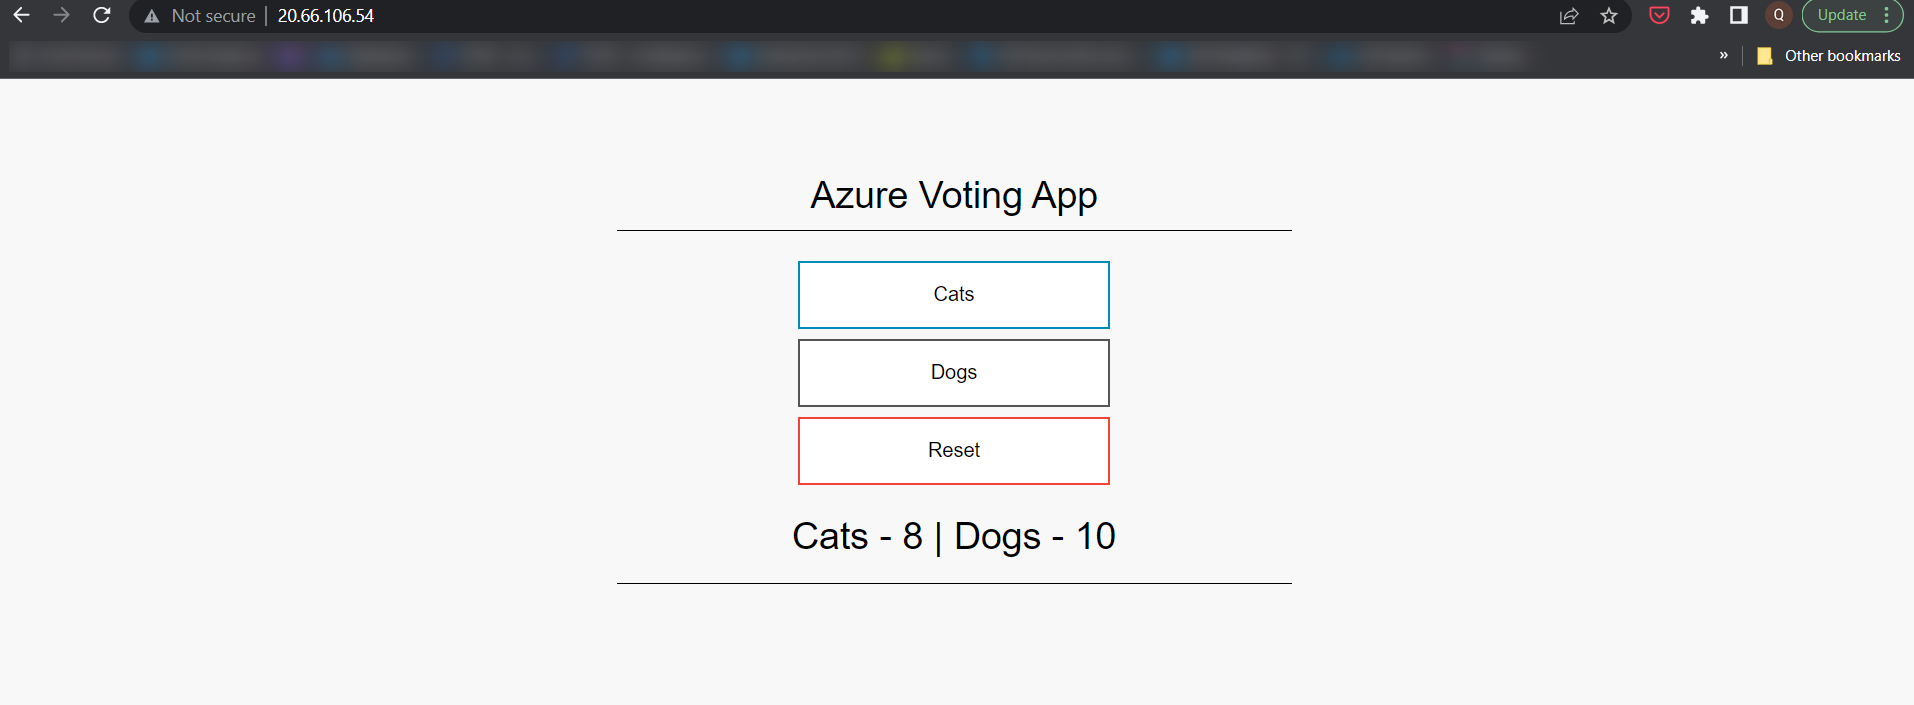 Not secure | 20.66.106.54
Q
Update
» Other bookmarks
Azure Voting App
Cats
Dogs
Reset
Cats - 8 | Dogs - 10